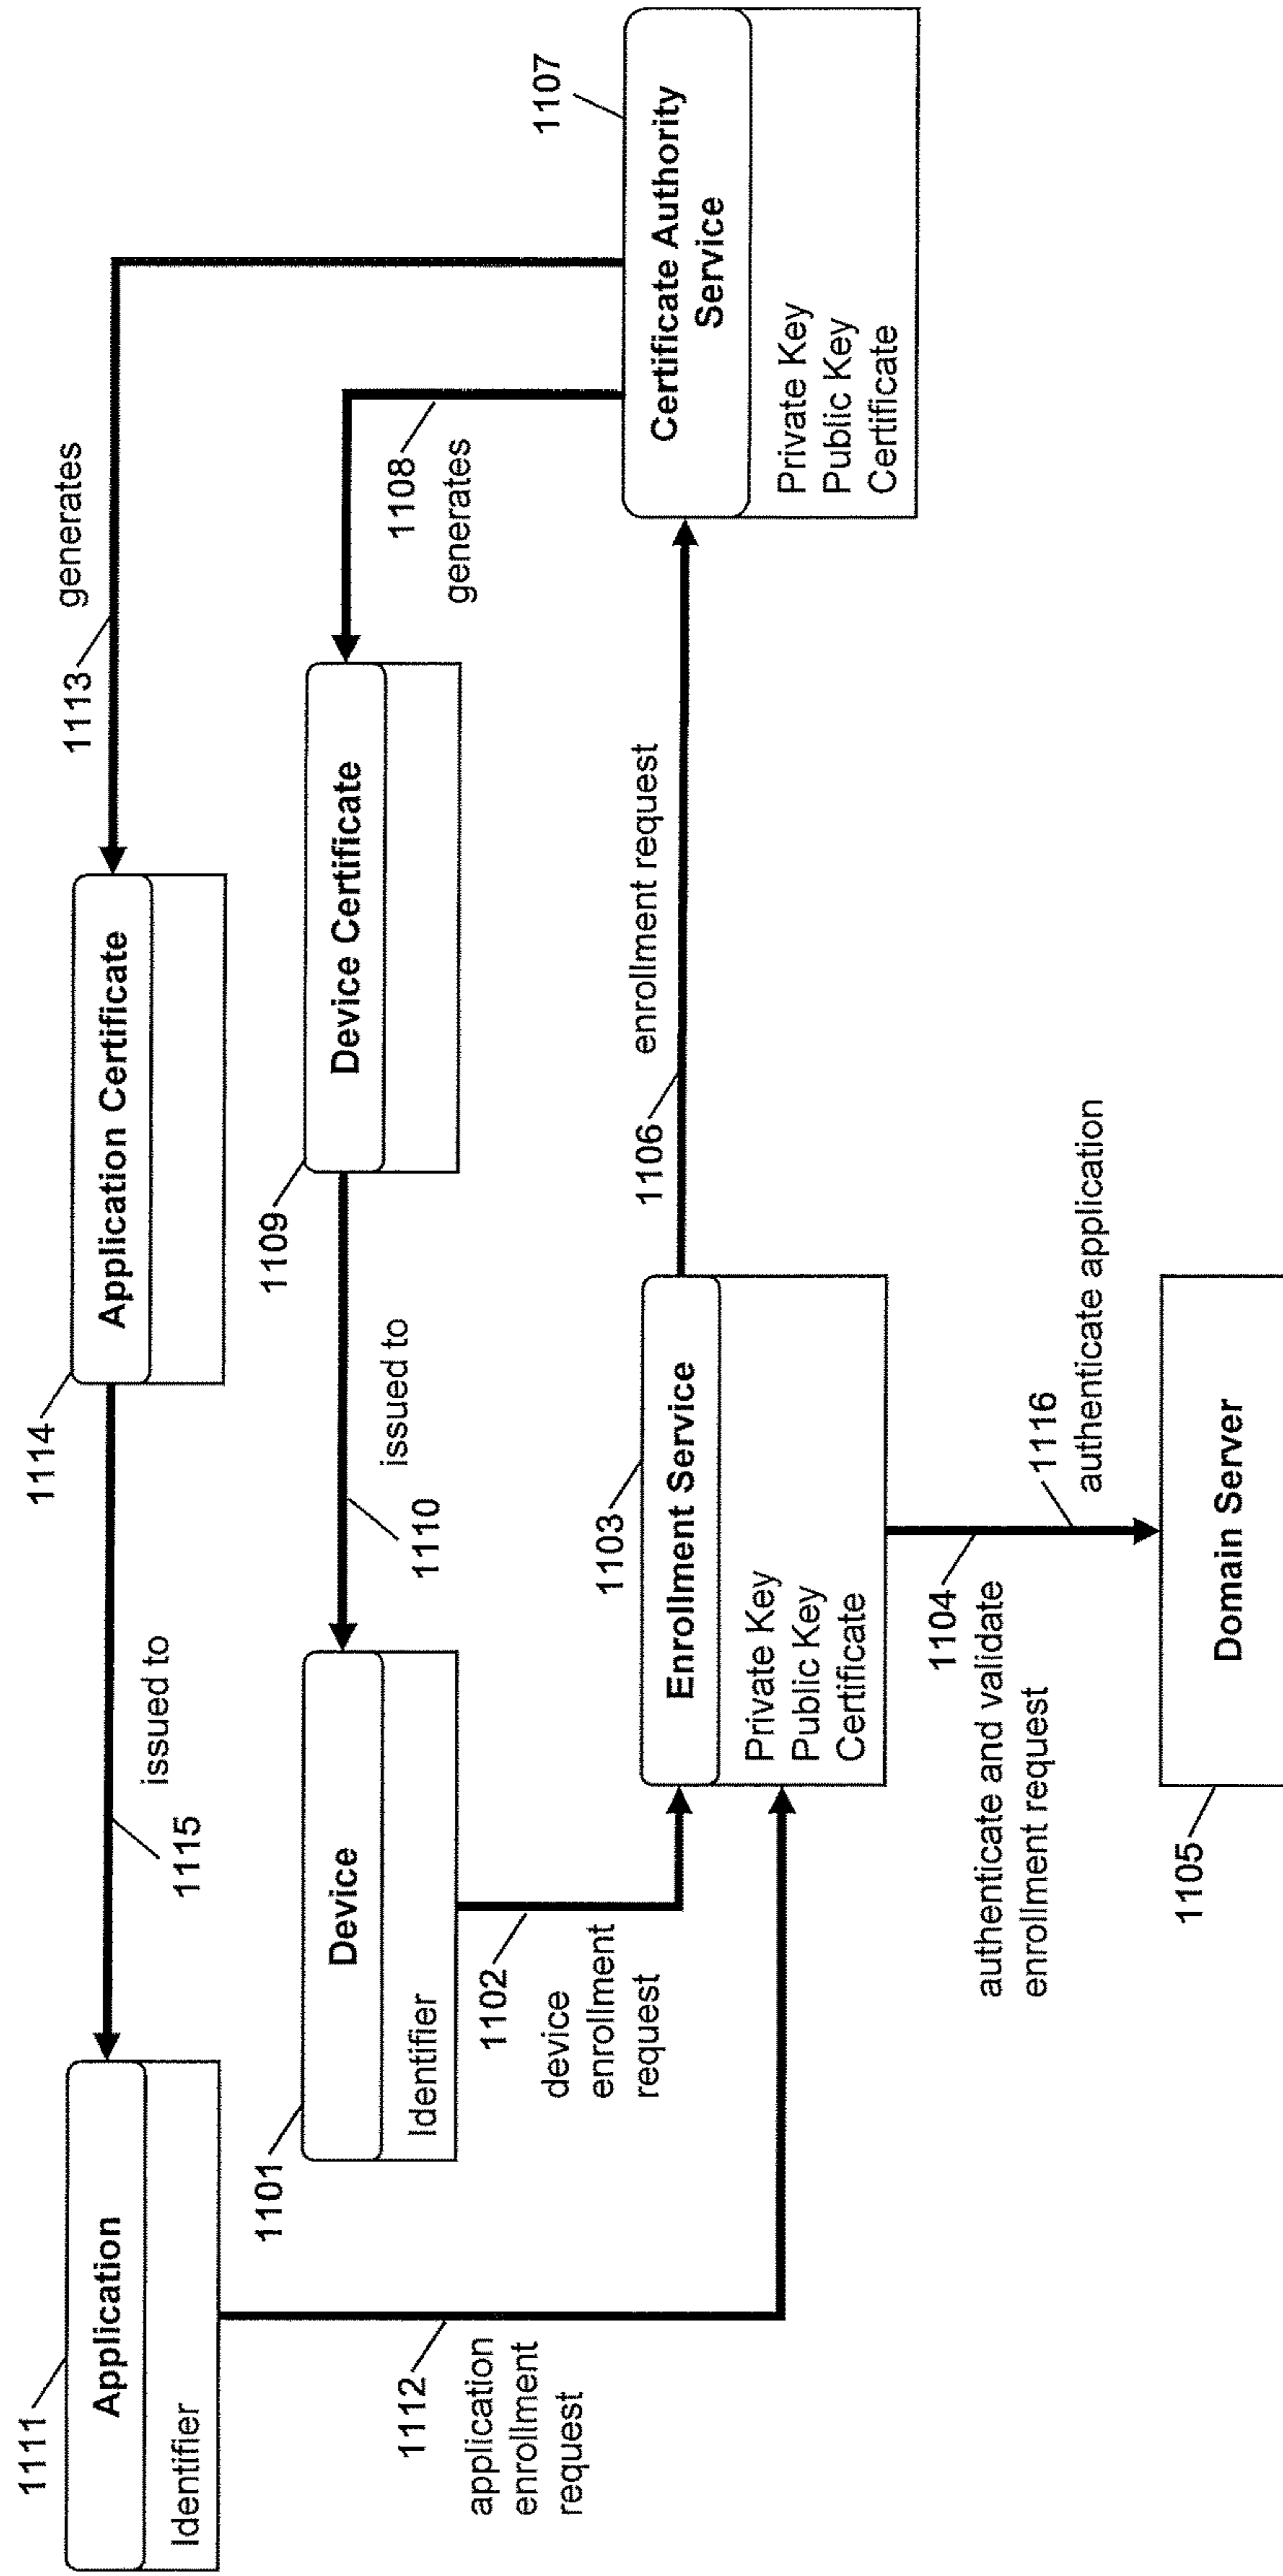 1111
Application
Identifier
1115
issued to
1114
Application Certificate
1113
generates
1112
application
enrollment
request
1101
Device
Identifier
1110
issued to
1109
Device Certificate
1108
generates
1102
device
enrollment
request
1103
Enrollment Service
Private Key
Public Key
Certificate
1106
enrollment request
1107
Certificate Authority
Service
Private Key
Public Key
Certificate
1104
authenticate and validate
enrollment request
1116
authenticate application
1105
Domain Server